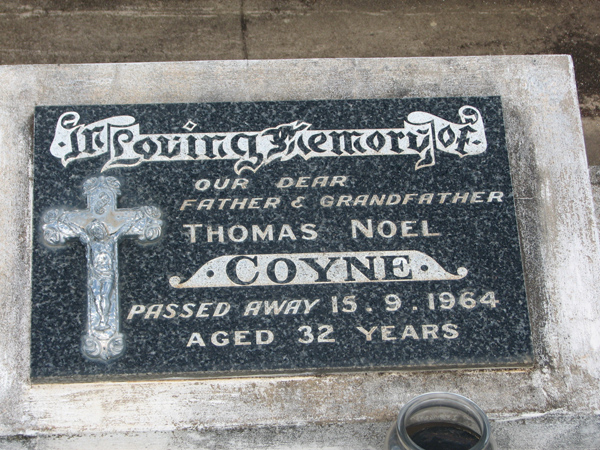 In Loving Memory of
OUR DEAR
FATHER & GRANDFATHER
THOMAS NOEL
COYNE
PASSED AWAY 15.9.1964
AGED 32 YEARS